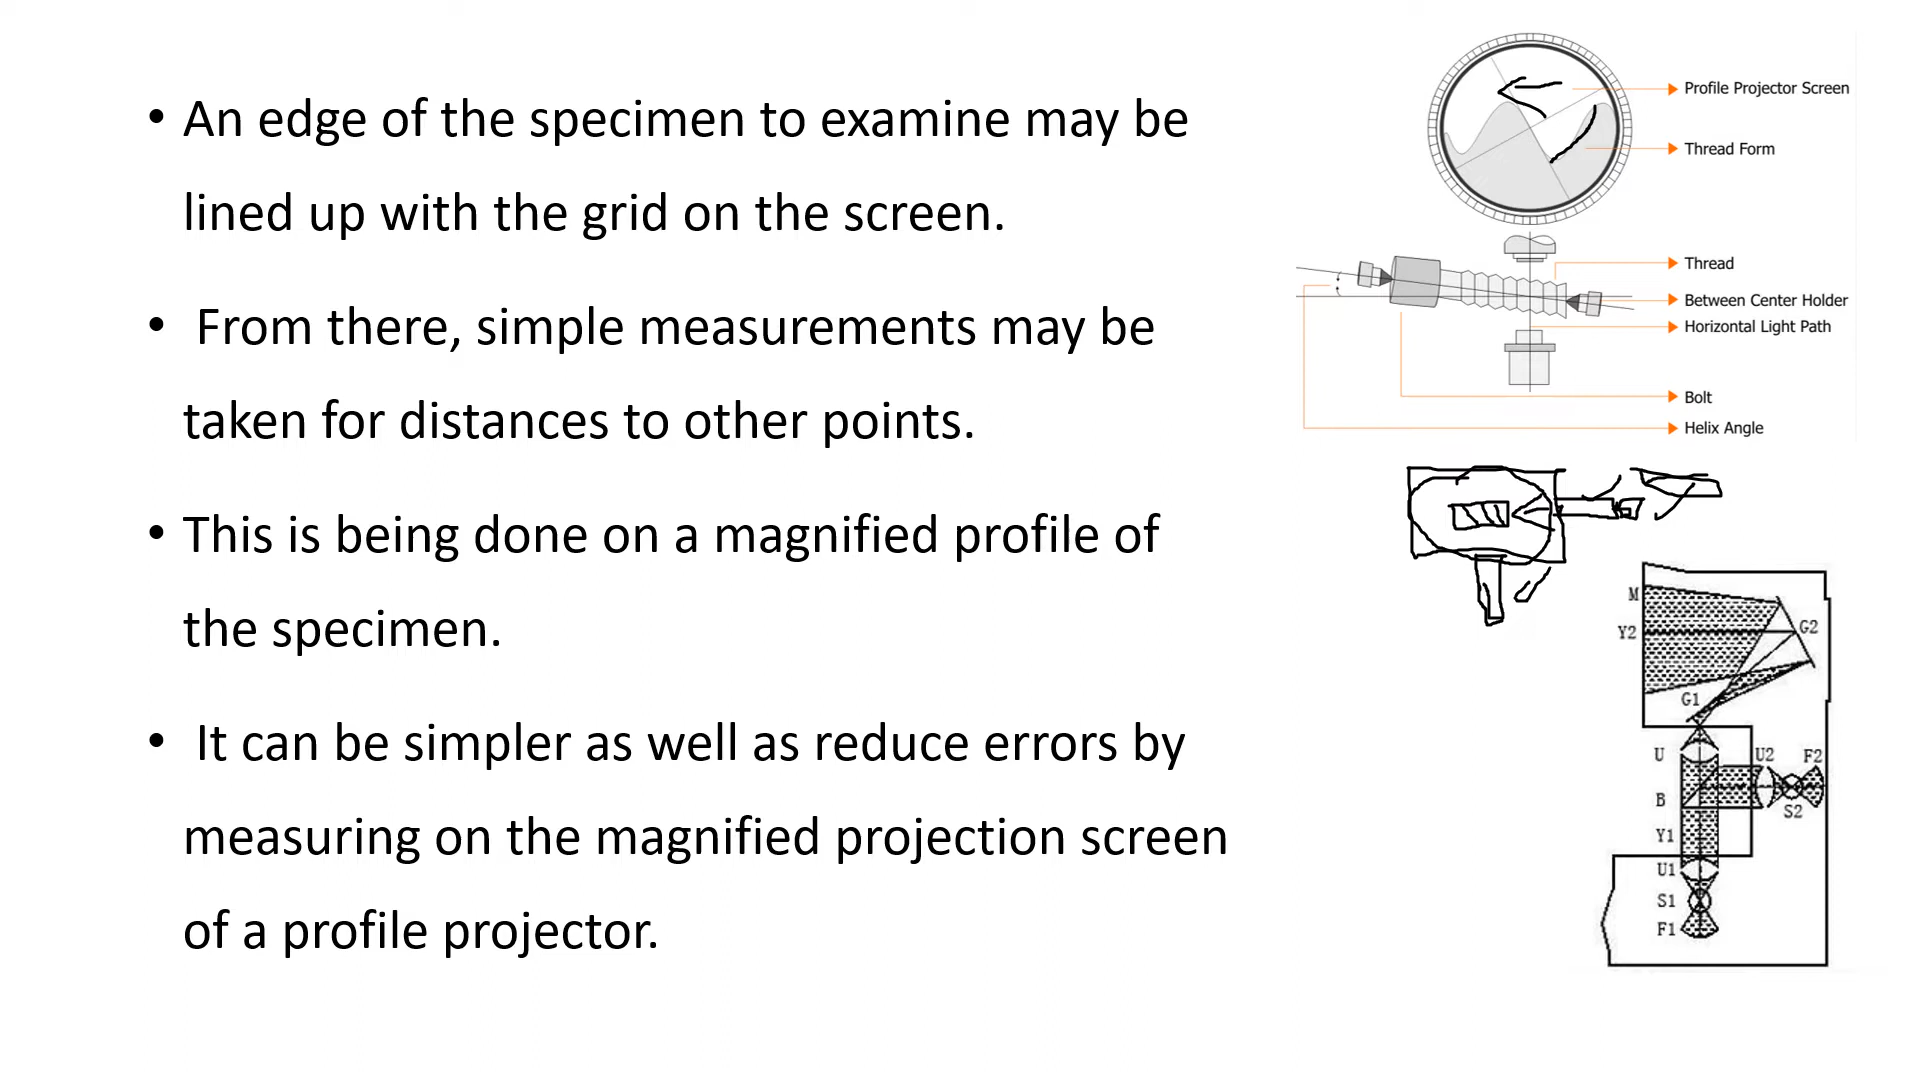 • An edge of the specimen to examine may be
lined up with the grid on the screen.
• From there, simple measurements may be
taken for distances to other points.
• This is being done on a magnified profile of
the specimen.
• It can be simpler as well as reduce errors by
measuring on the magnified projection screen
of a profile projector.
Profile Projector Screen
Thread Form
Thread
Between Center Holder
Horizontal Light Path
Bolt
Helix Angle
M
Y2
G2
G1
U
U2
F2
B
S2
Y1
U1
S1
F1